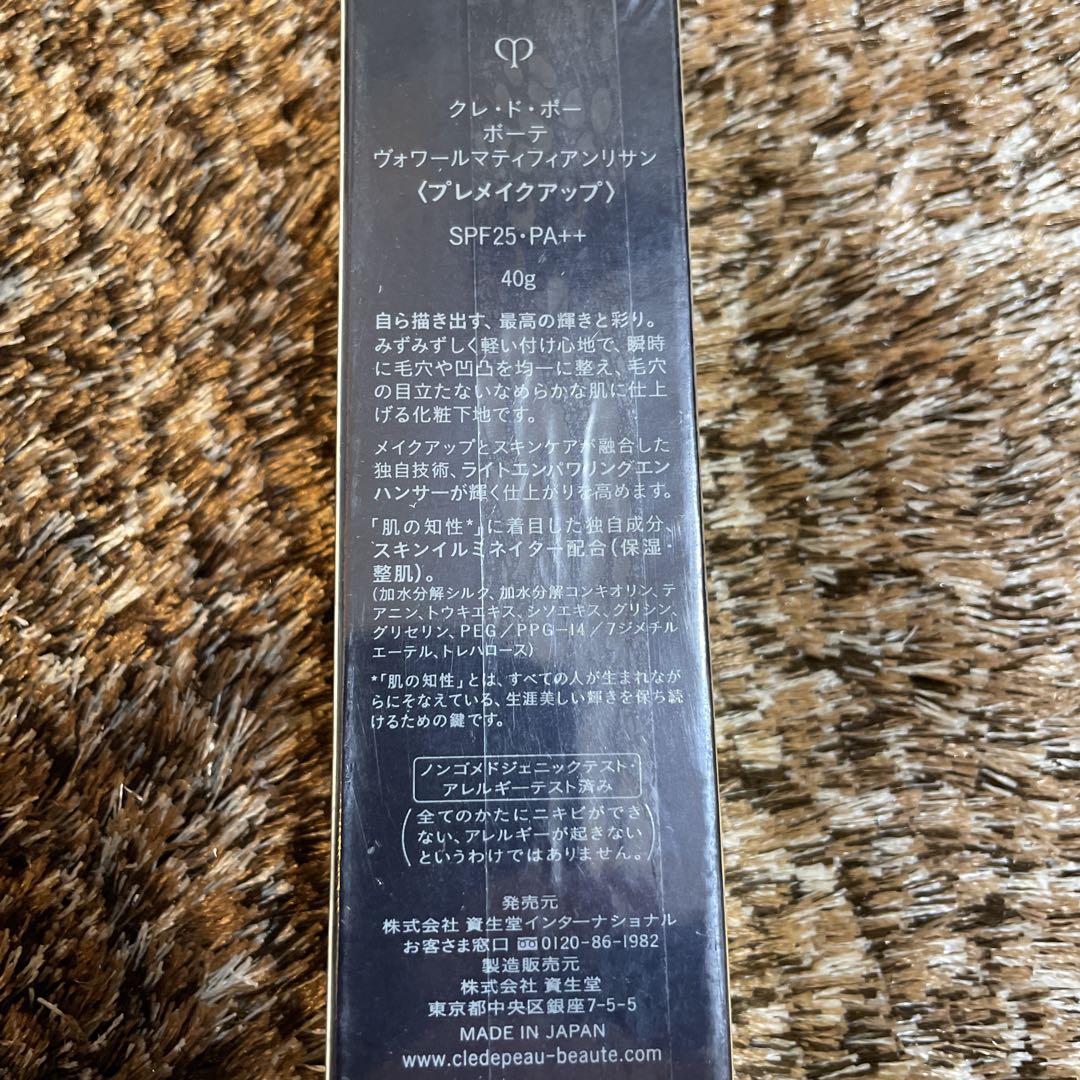 クレ・ド・ポー
ボーテ
ヴォワールマティフィアンリサン
〈プレメイクアップ〉
SPF25・PA++
40g
自ら描き出す、最高の輝きと彩り。
みずみずしく軽い付け心地で、瞬時
に毛穴や凹凸を均一に整え、毛穴
の目立たないなめらかな肌に仕上
げる化粧下地です。
メイクアップとスキンケアが融合した
独自技術、ライトエンパワリングエン
ハンサーが輝く仕上がりを高めます。
「肌の知性*」に着目した独自成分、
スキンイルミネイター配合（保湿・
整肌）。
（加水分解シルク、加水分解コンキオリン、テ
アニン、トウキエキス、シソエキス、グリシン、
グリセリン、PEG／PPG-14／7ジメチル
エーテル、トレハロース）
*「肌の知性」とは、すべての人が生まれなが
らにそなえている、生涯美しい輝きを保ち続
けるための鍵です。
ノンコメドジェニックテスト・
アレルギーテスト済み
（全てのかたにニキビができ
ない、アレルギーが起きない
というわけではありません。）
発売元
株式会社 資生堂インターナショナル
お客さま窓口 0120-86-1982
製造販売元
株式会社 資生堂
東京都中央区銀座7-5-5
MADE IN JAPAN
www.cledepeau-beaute.com